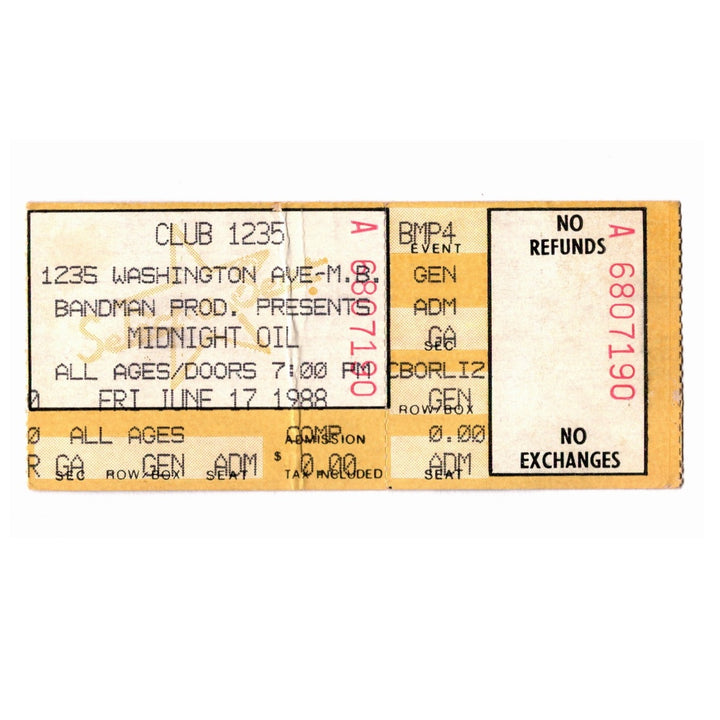 CLUB 1235
1235 WASHINGTON AVE-M.B.
BANDMAN PROD. PRESENTS
MIDNIGHT OIL
ALL AGES/DOORS 7:00 PM
FRI JUNE 17 1988
0 ALL AGES COMP
ADMISSION
R GA GEN ADM $ 0.00
SEC ROW/BOX SEAT TAX INCLUDED
A 6807190
BMP4
EVENT
GEN
ADM
GA
SEC
CBORLI2
GEN
ROW/BOX
0.00
ADM
SEAT
NO
REFUNDS
A 6807190
NO
EXCHANGES